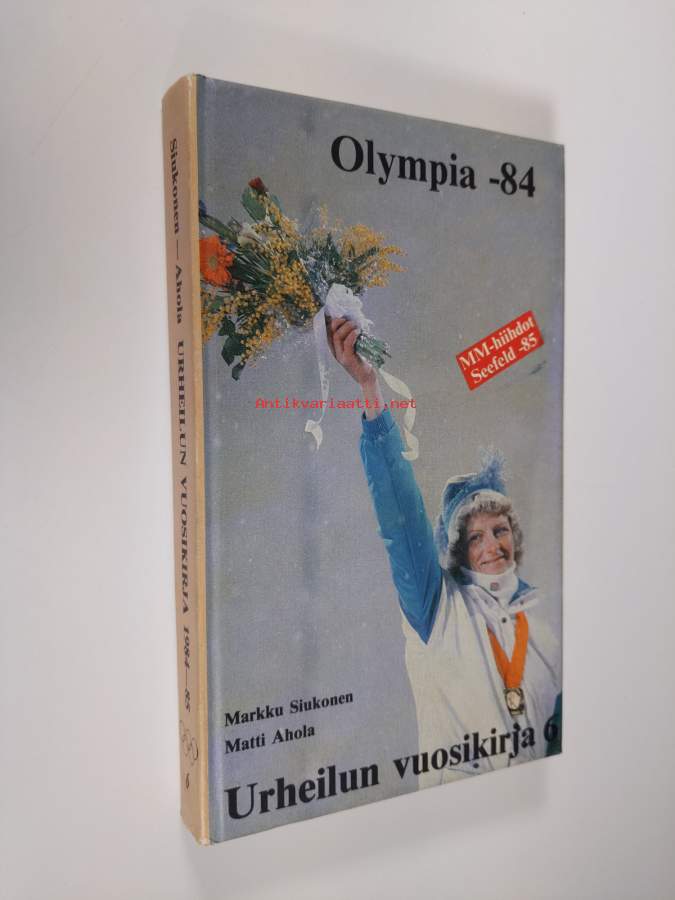 Olympia -84
MM-hiihdot
Seefeld -85
Antikvariaatti.net
Markku Siukonen
Matti Ahola
Urheilun vuosikirja 6
Siukonen — Ahola URHEILUN VUOSIKIRJA 1984—85 6